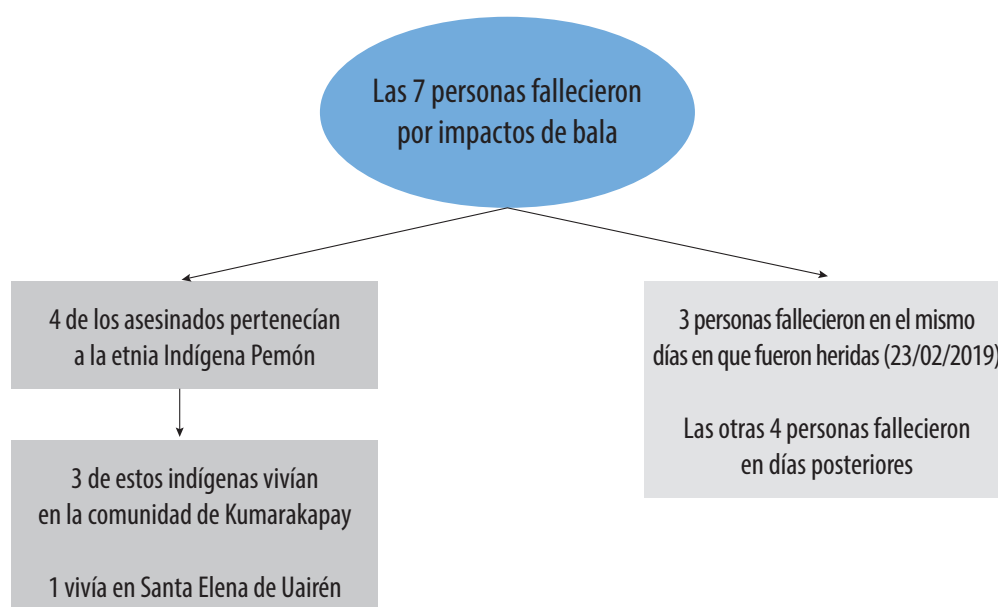 Las 7 personas fallecieron
por impactos de bala
4 de los asesinados pertenecían
a la etnia Indígena Pemón
3 de estos indígenas vivían
en la comunidad de Kumarakapay
1 vivía en Santa Elena de Uairén
3 personas fallecieron en el mismo
días en que fueron heridas (23/02/2019)
Las otras 4 personas fallecieron
en días posteriores